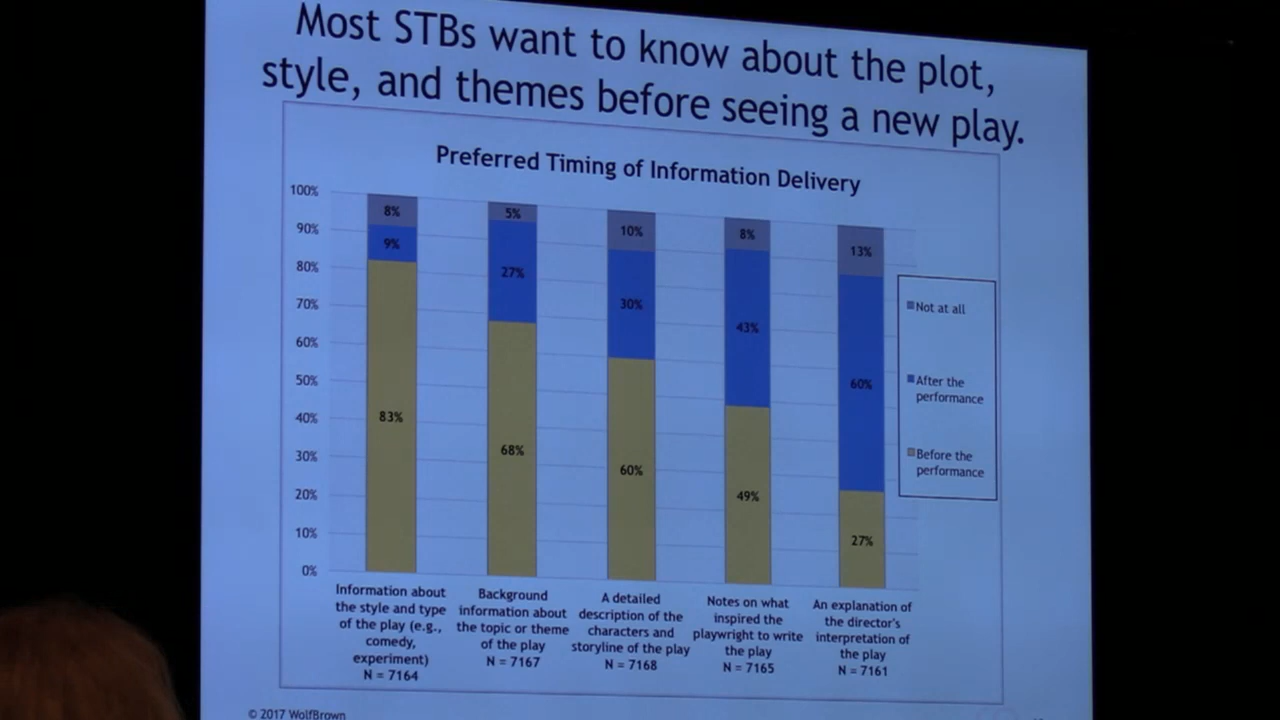 Most STBs want to know about the plot,
style, and themes before seeing a new play.
Preferred Timing of Information Delivery
100%
90%
80%
70%
60%
50%
40%
30%
20%
10%
0%
8%
9%
83%
5%
27%
68%
10%
30%
60%
8%
43%
49%
13%
60%
27%
Not at all
After the
performance
Before the
performance
Information about
the style and type
of the play (e.g.,
comedy,
experiment)
N = 7164
Background
information about
the topic or theme
of the play
N = 7167
A detailed
description of the
characters and
storyline of the play
N = 7168
Notes on what
inspired the
playwright to write
the play
N = 7165
An explanation of
the director's
interpretation of
the play
N = 7161
© 2017 WolfBrown